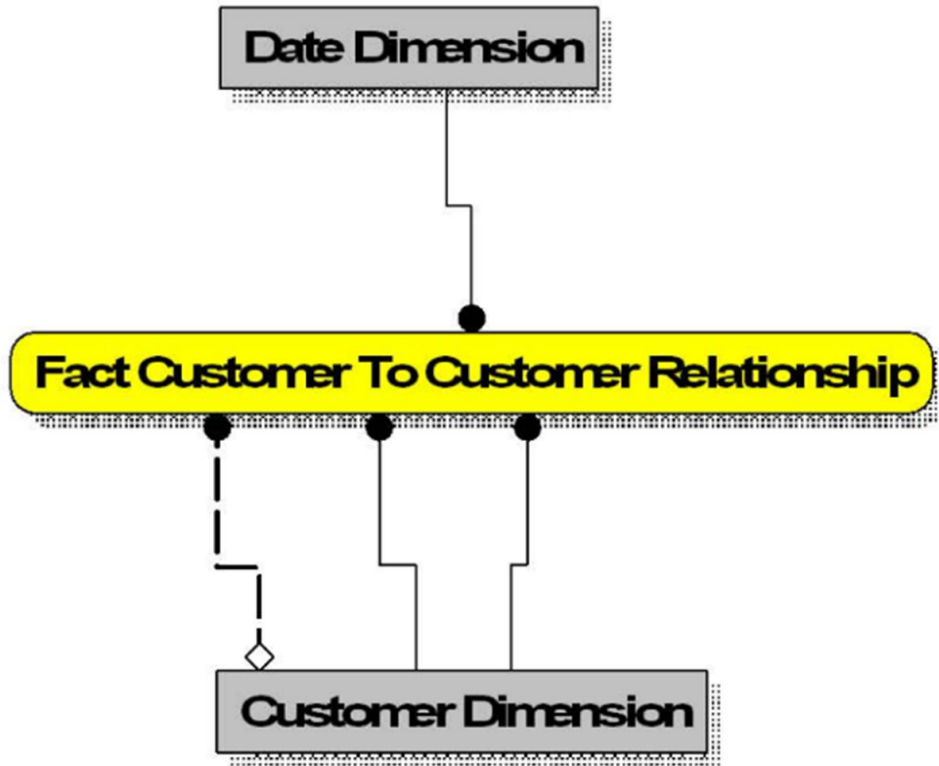 Date Dimension
Fact Customer To Customer Relationship
Customer Dimension